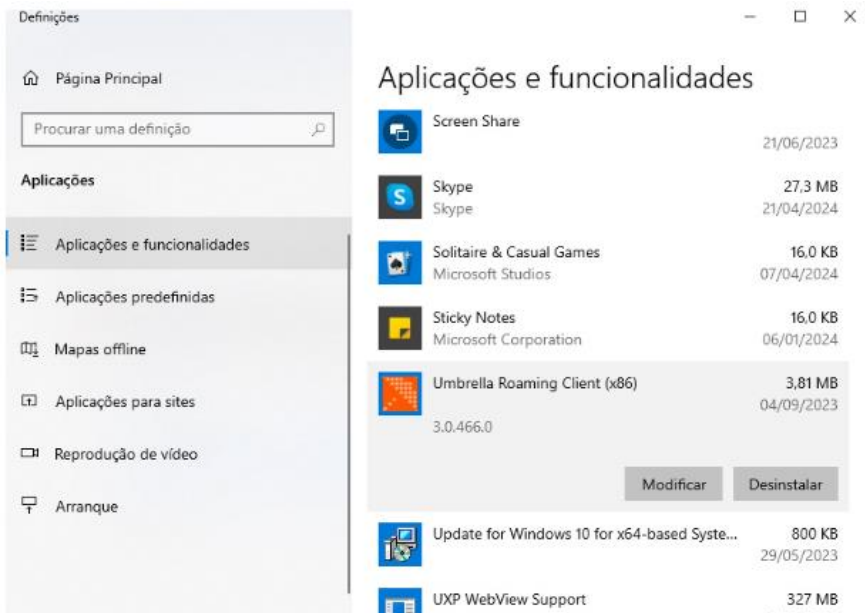 Definições
Página Principal
Procurar uma definição
Aplicações
Aplicações e funcionalidades
Aplicações predefinidas
Mapas offline
Aplicações para sites
Reprodução de vídeo
Arranque
Aplicações e funcionalidades
Screen Share
21/06/2023
Skype 27,3 MB
Skype 21/04/2024
Solitaire & Casual Games 16,0 KB
Microsoft Studios 07/04/2024
Sticky Notes 16,0 KB
Microsoft Corporation 06/01/2024
Umbrella Roaming Client (x86) 3,81 MB
04/09/2023
3.0.466.0
Modificar Desinstalar
Update for Windows 10 for x64-based Syste... 800 KB
29/05/2023
UXP WebView Support 327 MB